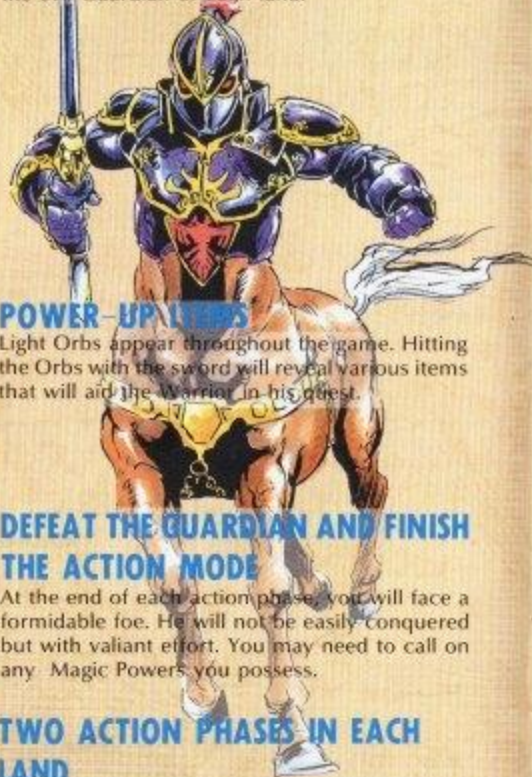 POWER-UP ITEMS
Light Orbs appear throughout the game. Hitting
the Orbs with the sword will reveal various items
that will aid the Warrior in his quest.
DEFEAT THE GUARDIAN AND FINISH
THE ACTION MODE
At the end of each action phase, you will face a
formidable foe. He will not be easily conquered
but with valiant effort. You may need to call on
any Magic Powers you possess.
TWO ACTION PHASES IN EACH
LAND